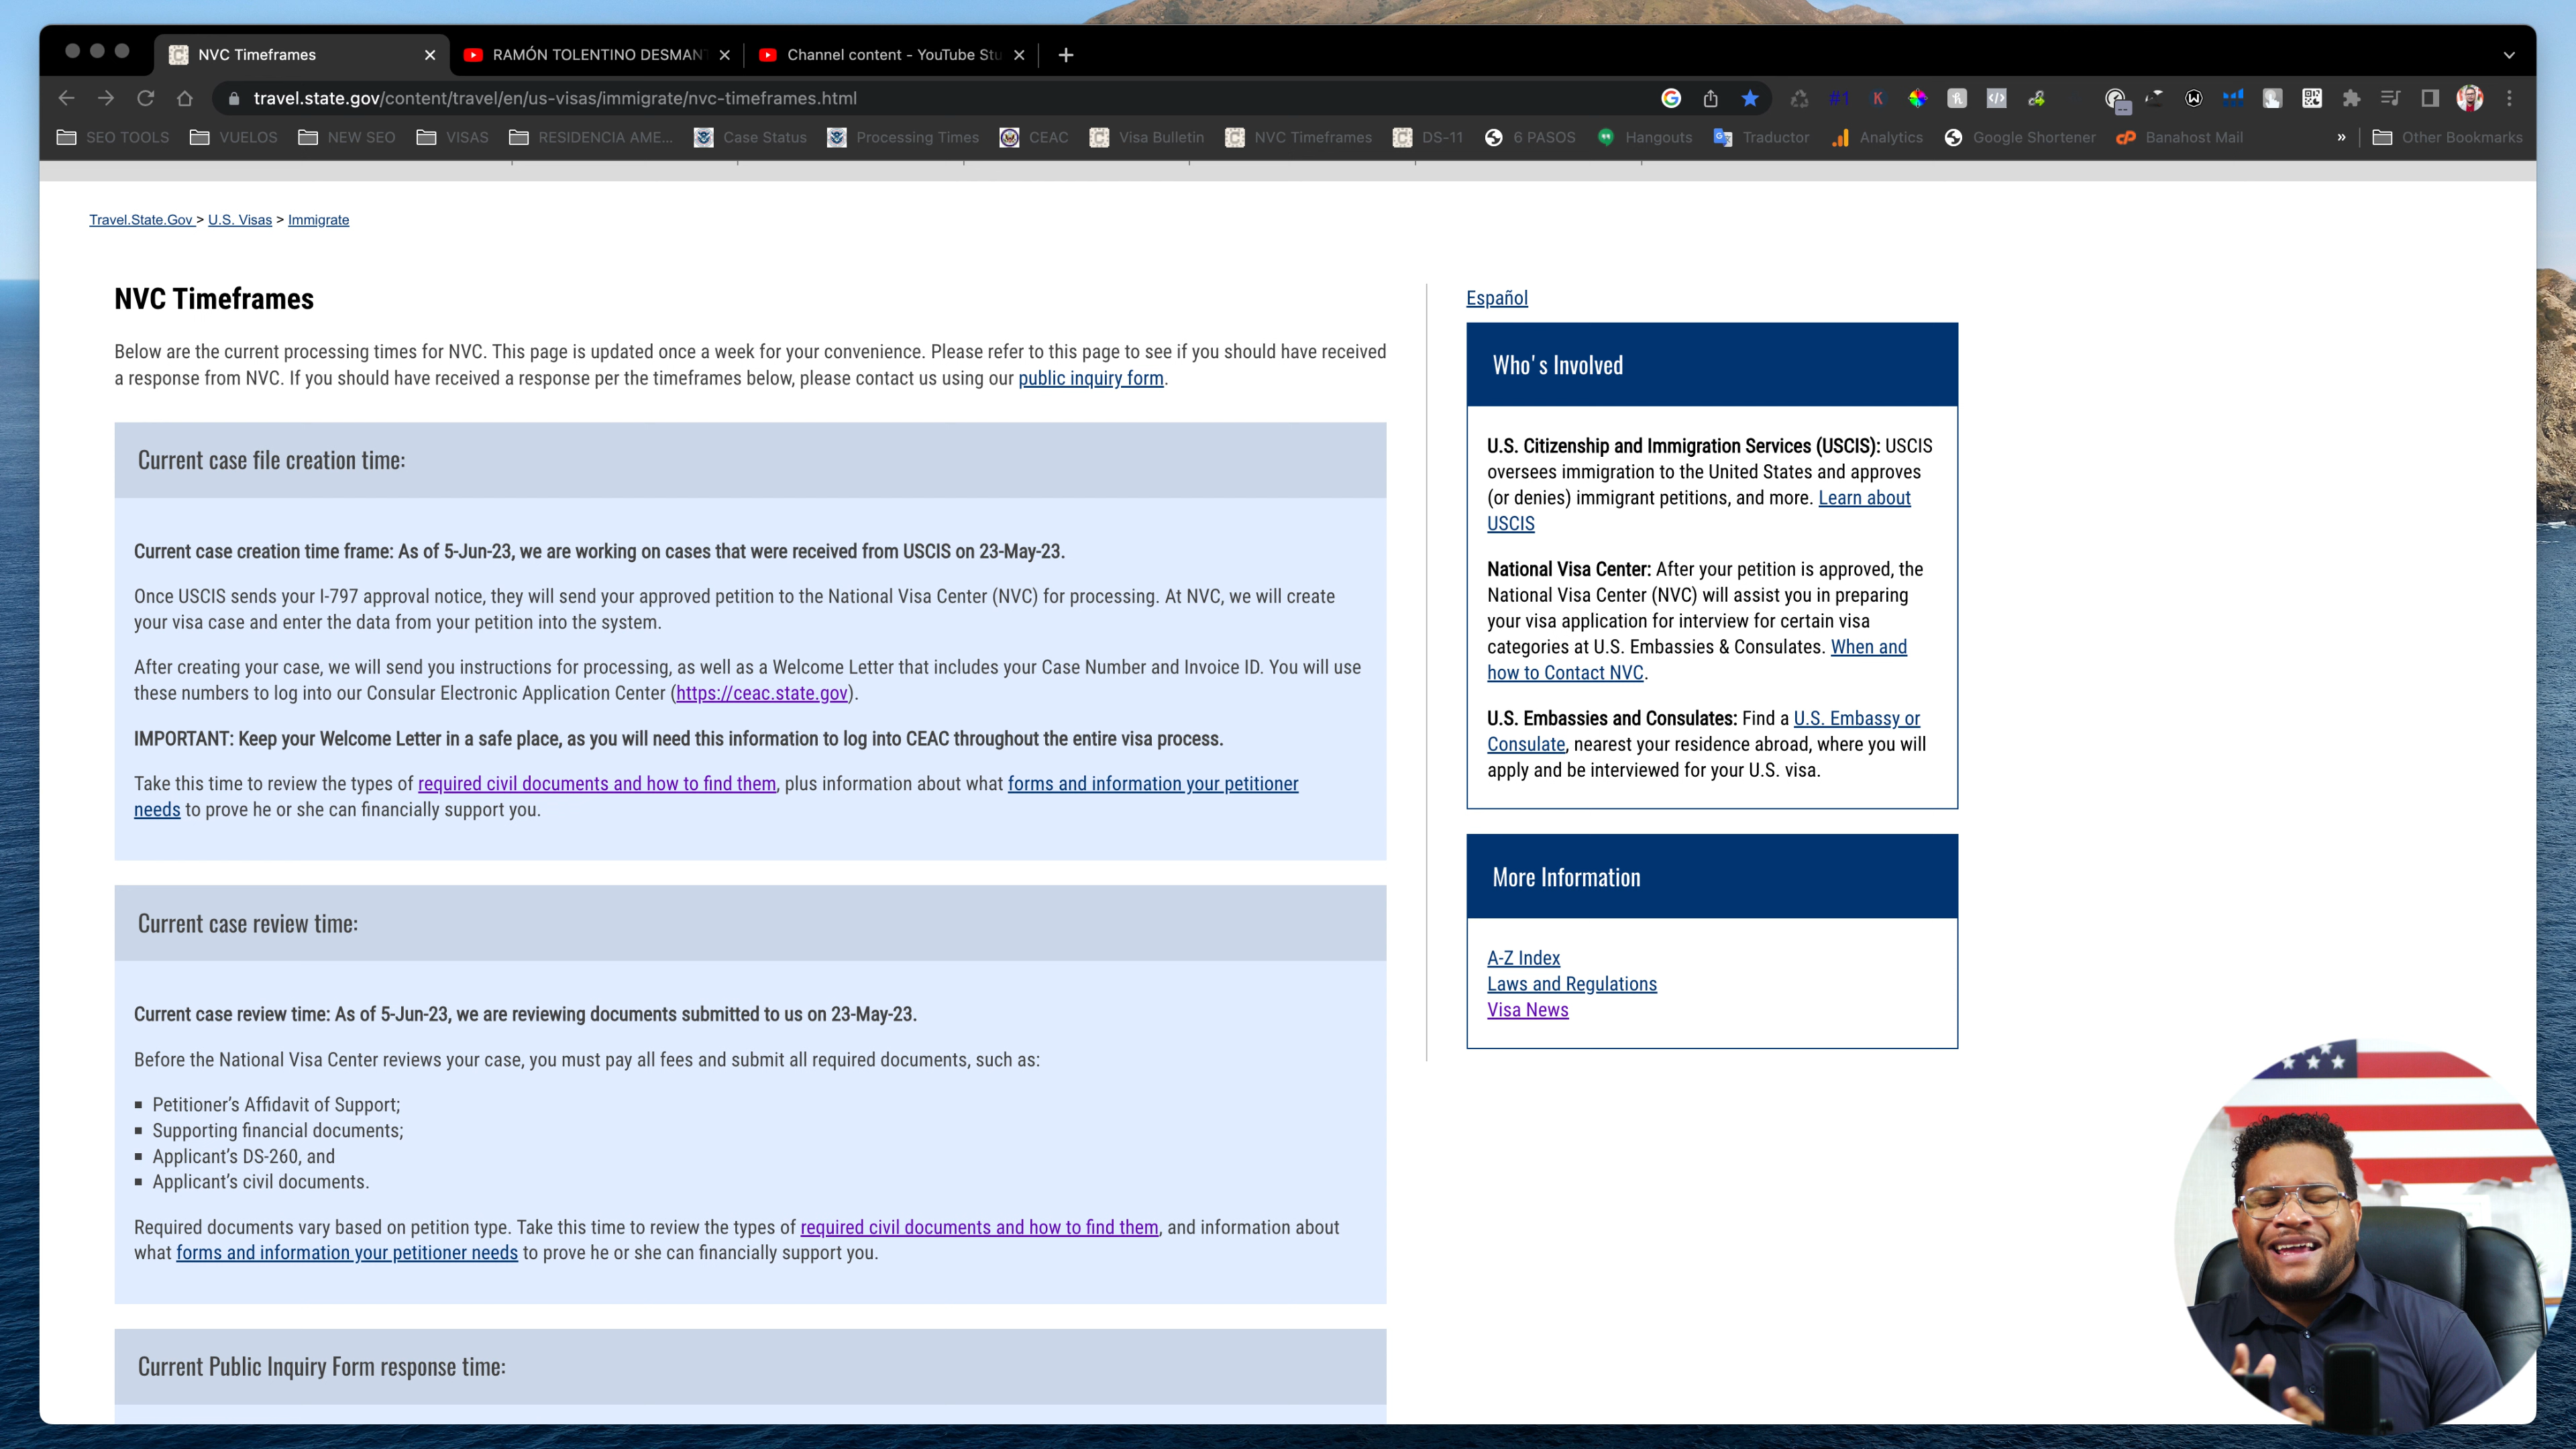 NVC Timeframes
RAMÓN TOLENTINO DESMAN
Channel content - YouTube Stu
travel.state.gov/content/travel/en/us-visas/immigrate/nvc-timeframes.html
#1 K
SEO TOOLS VUELOS NEW SEO VISAS RESIDENCIA AME... Case Status Processing Times CEAC Visa Bulletin NVC Timeframes DS-11 6 PASOS Hangouts Traductor Analytics Google Shortener Banahost Mail » Other Bookmarks
Travel.State.Gov > U.S. Visas > Immigrate
NVC Timeframes
Below are the current processing times for NVC. This page is updated once a week for your convenience. Please refer to this page to see if you should have received
a response from NVC. If you should have received a response per the timeframes below, please contact us using our public inquiry form.
Current case file creation time:
Current case creation time frame: As of 5-Jun-23, we are working on cases that were received from USCIS on 23-May-23.
Once USCIS sends your I-797 approval notice, they will send your approved petition to the National Visa Center (NVC) for processing. At NVC, we will create
your visa case and enter the data from your petition into the system.
After creating your case, we will send you instructions for processing, as well as a Welcome Letter that includes your Case Number and Invoice ID. You will use
these numbers to log into our Consular Electronic Application Center (https://ceac.state.gov).
IMPORTANT: Keep your Welcome Letter in a safe place, as you will need this information to log into CEAC throughout the entire visa process.
Take this time to review the types of required civil documents and how to find them, plus information about what forms and information your petitioner
needs to prove he or she can financially support you.
Current case review time:
Current case review time: As of 5-Jun-23, we are reviewing documents submitted to us on 23-May-23.
Before the National Visa Center reviews your case, you must pay all fees and submit all required documents, such as:
▪ Petitioner’s Affidavit of Support;
▪ Supporting financial documents;
▪ Applicant’s DS-260, and
▪ Applicant’s civil documents.
Required documents vary based on petition type. Take this time to review the types of required civil documents and how to find them, and information about
what forms and information your petitioner needs to prove he or she can financially support you.
Current Public Inquiry Form response time:
Español
Who's Involved
U.S. Citizenship and Immigration Services (USCIS): USCIS
oversees immigration to the United States and approves
(or denies) immigrant petitions, and more. Learn about
USCIS
National Visa Center: After your petition is approved, the
National Visa Center (NVC) will assist you in preparing
your visa application for interview for certain visa
categories at U.S. Embassies & Consulates. When and
how to Contact NVC.
U.S. Embassies and Consulates: Find a U.S. Embassy or
Consulate, nearest your residence abroad, where you will
apply and be interviewed for your U.S. visa.
More Information
A-Z Index
Laws and Regulations
Visa News